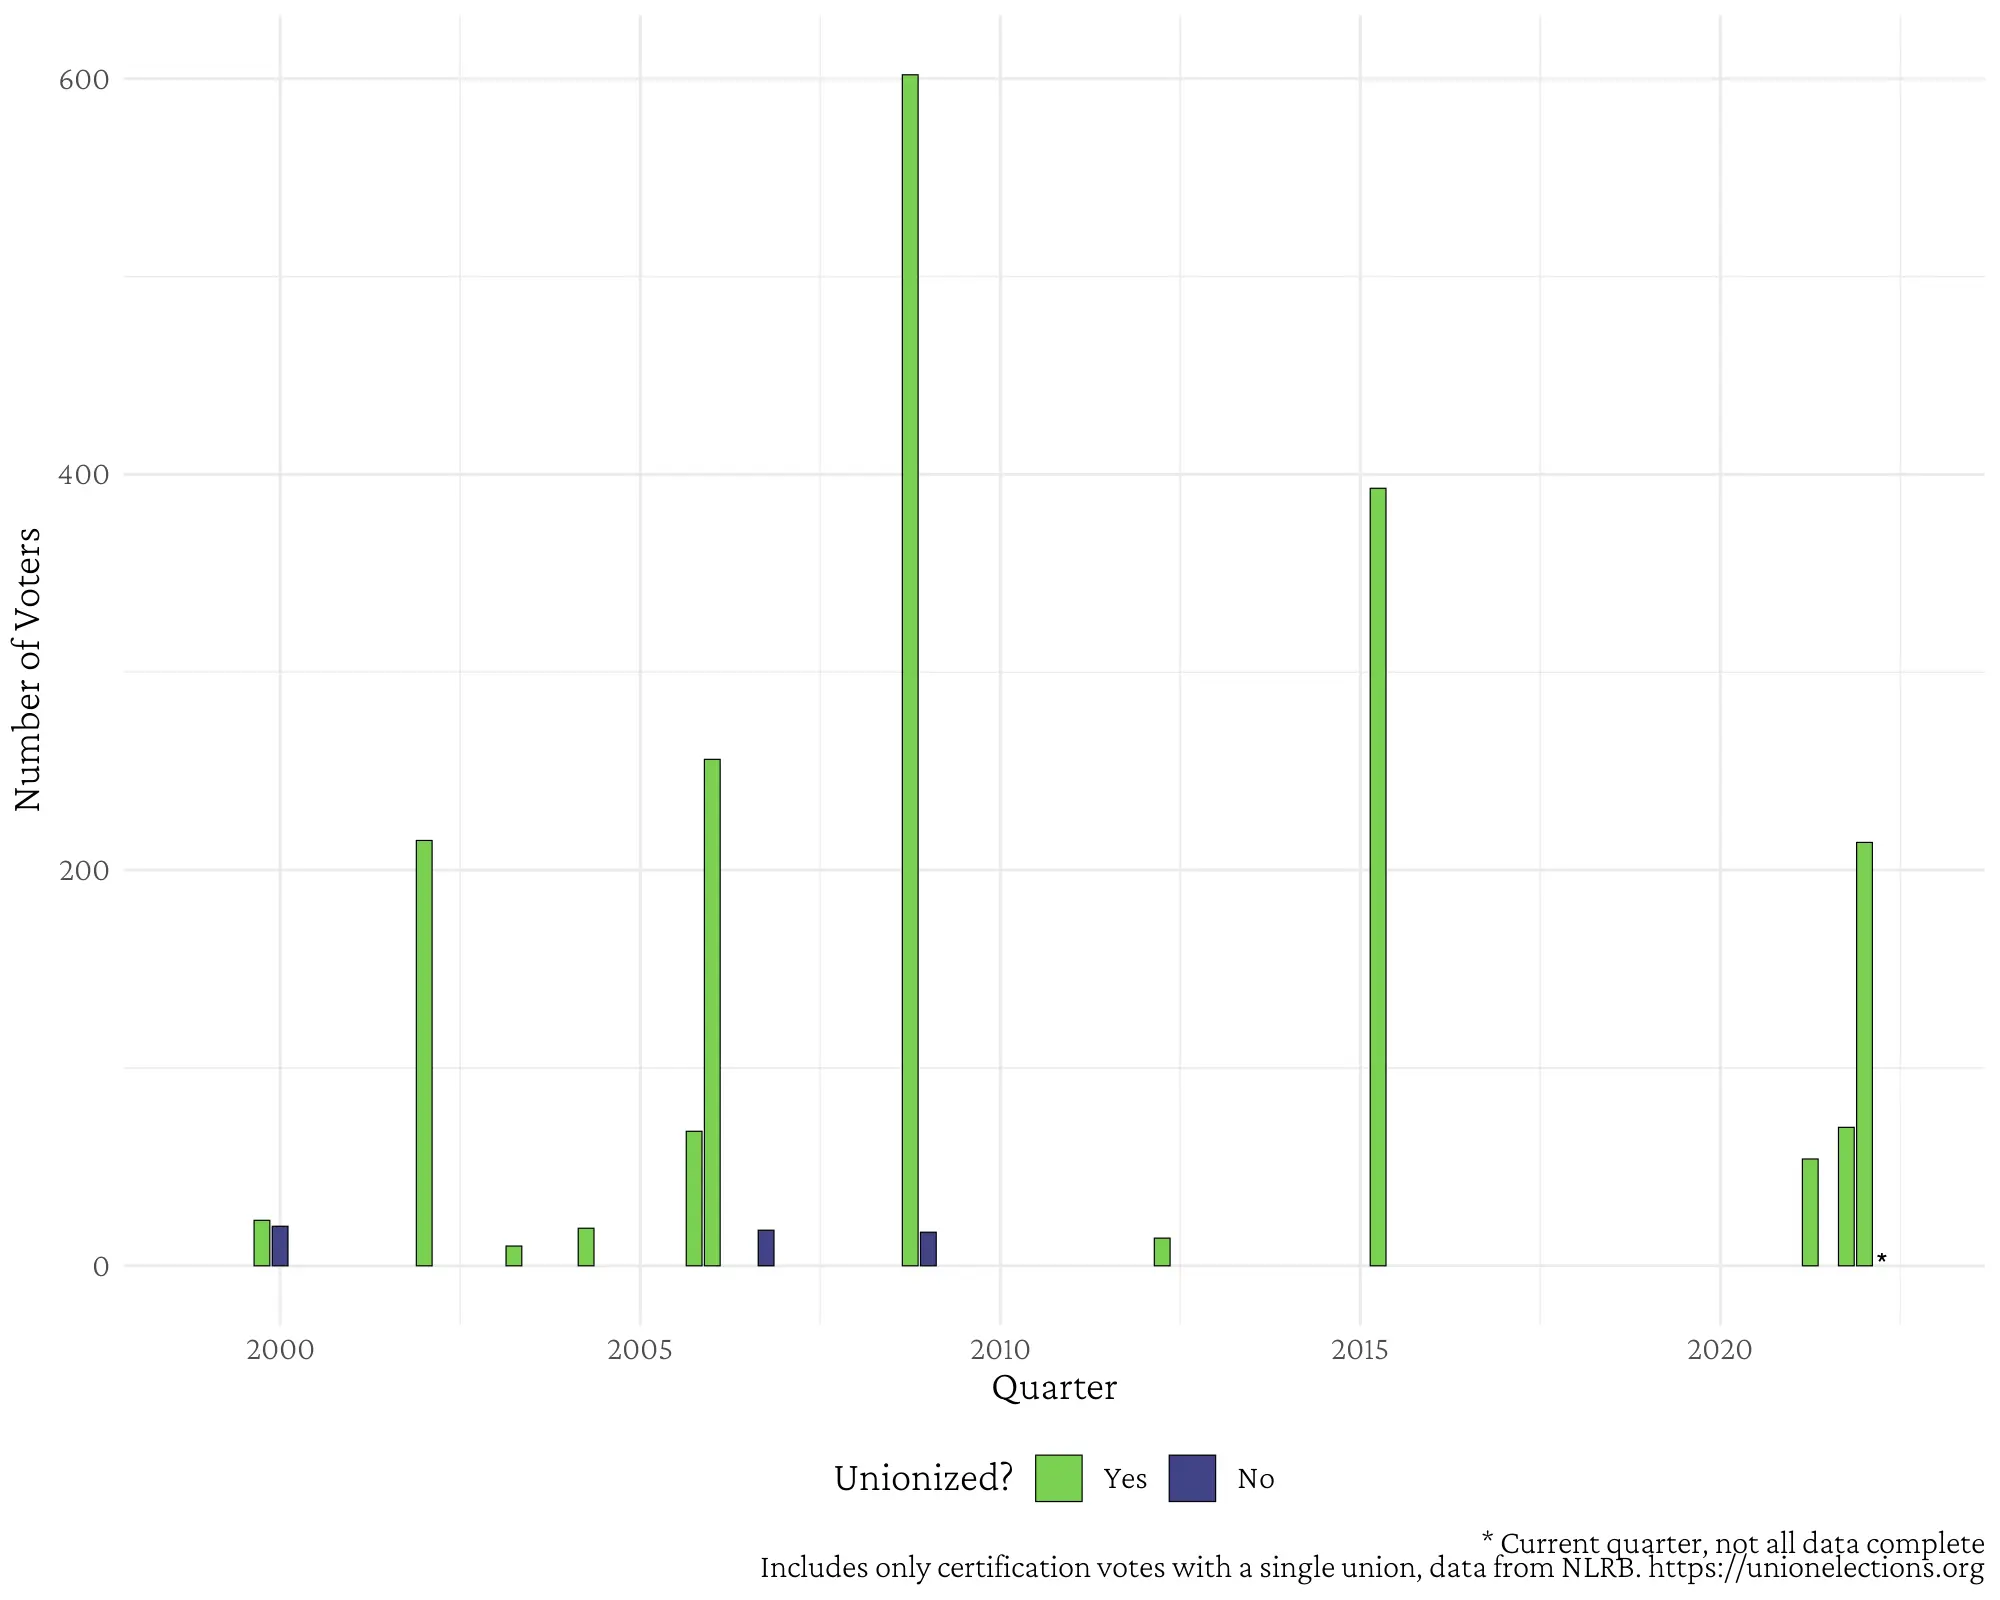 600
400
200
0
Number of Voters
*
2000 2005 2010 2015 2020
Quarter
Unionized? Yes No
* Current quarter, not all data complete
Includes only certification votes with a single union, data from NLRB. https://unionelections.org